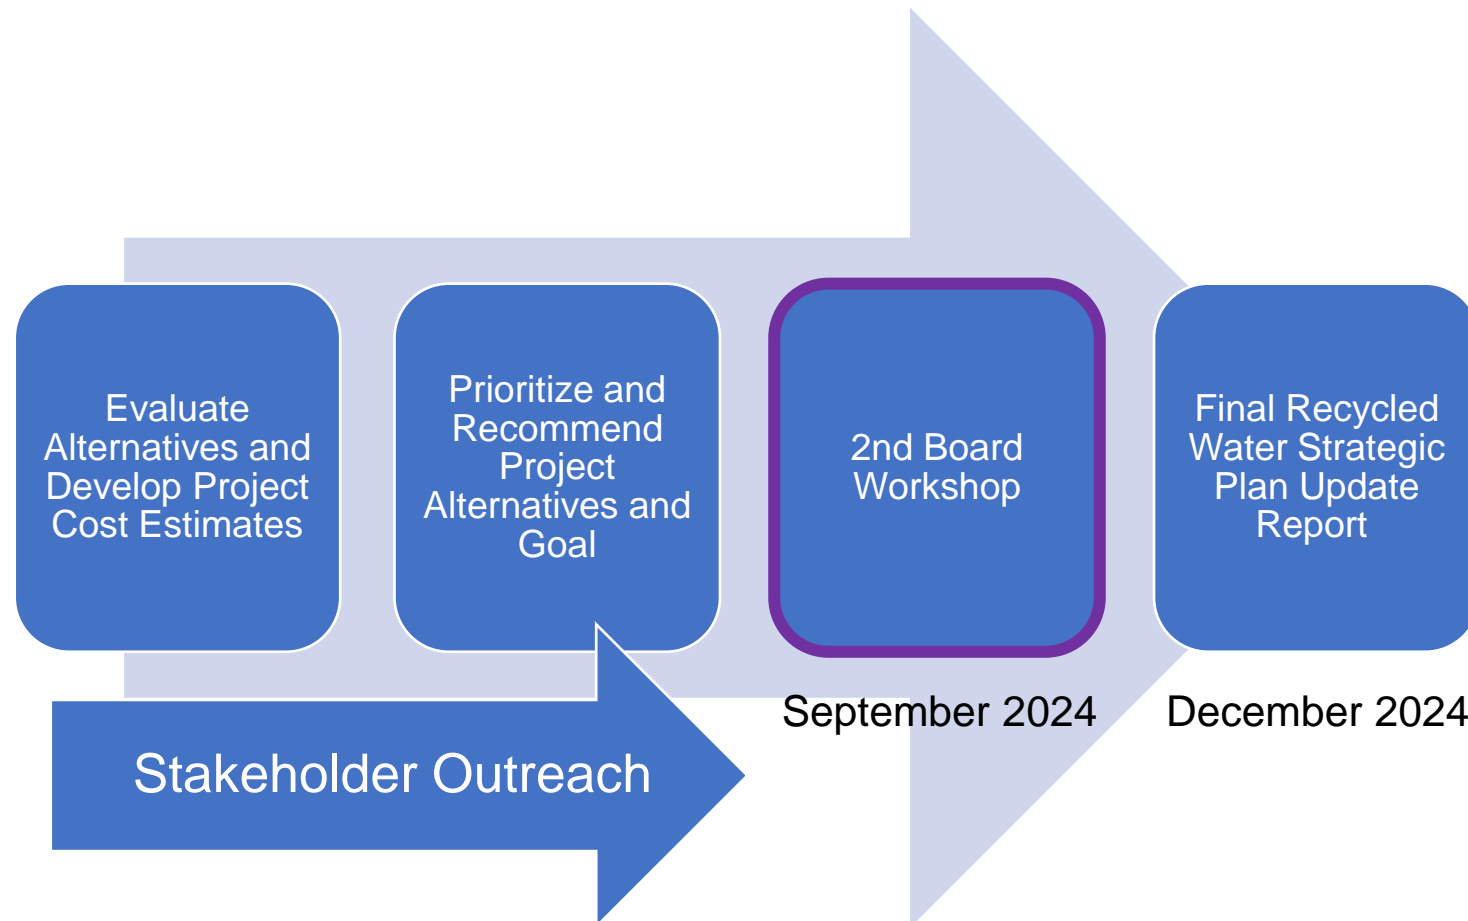 Evaluate
Alternatives and
Develop Project
Cost Estimates
Prioritize and
Recommend
Project
Alternatives and
Goal
2nd Board
Workshop
Final Recycled
Water Strategic
Plan Update
Report
September 2024
December 2024
Stakeholder Outreach